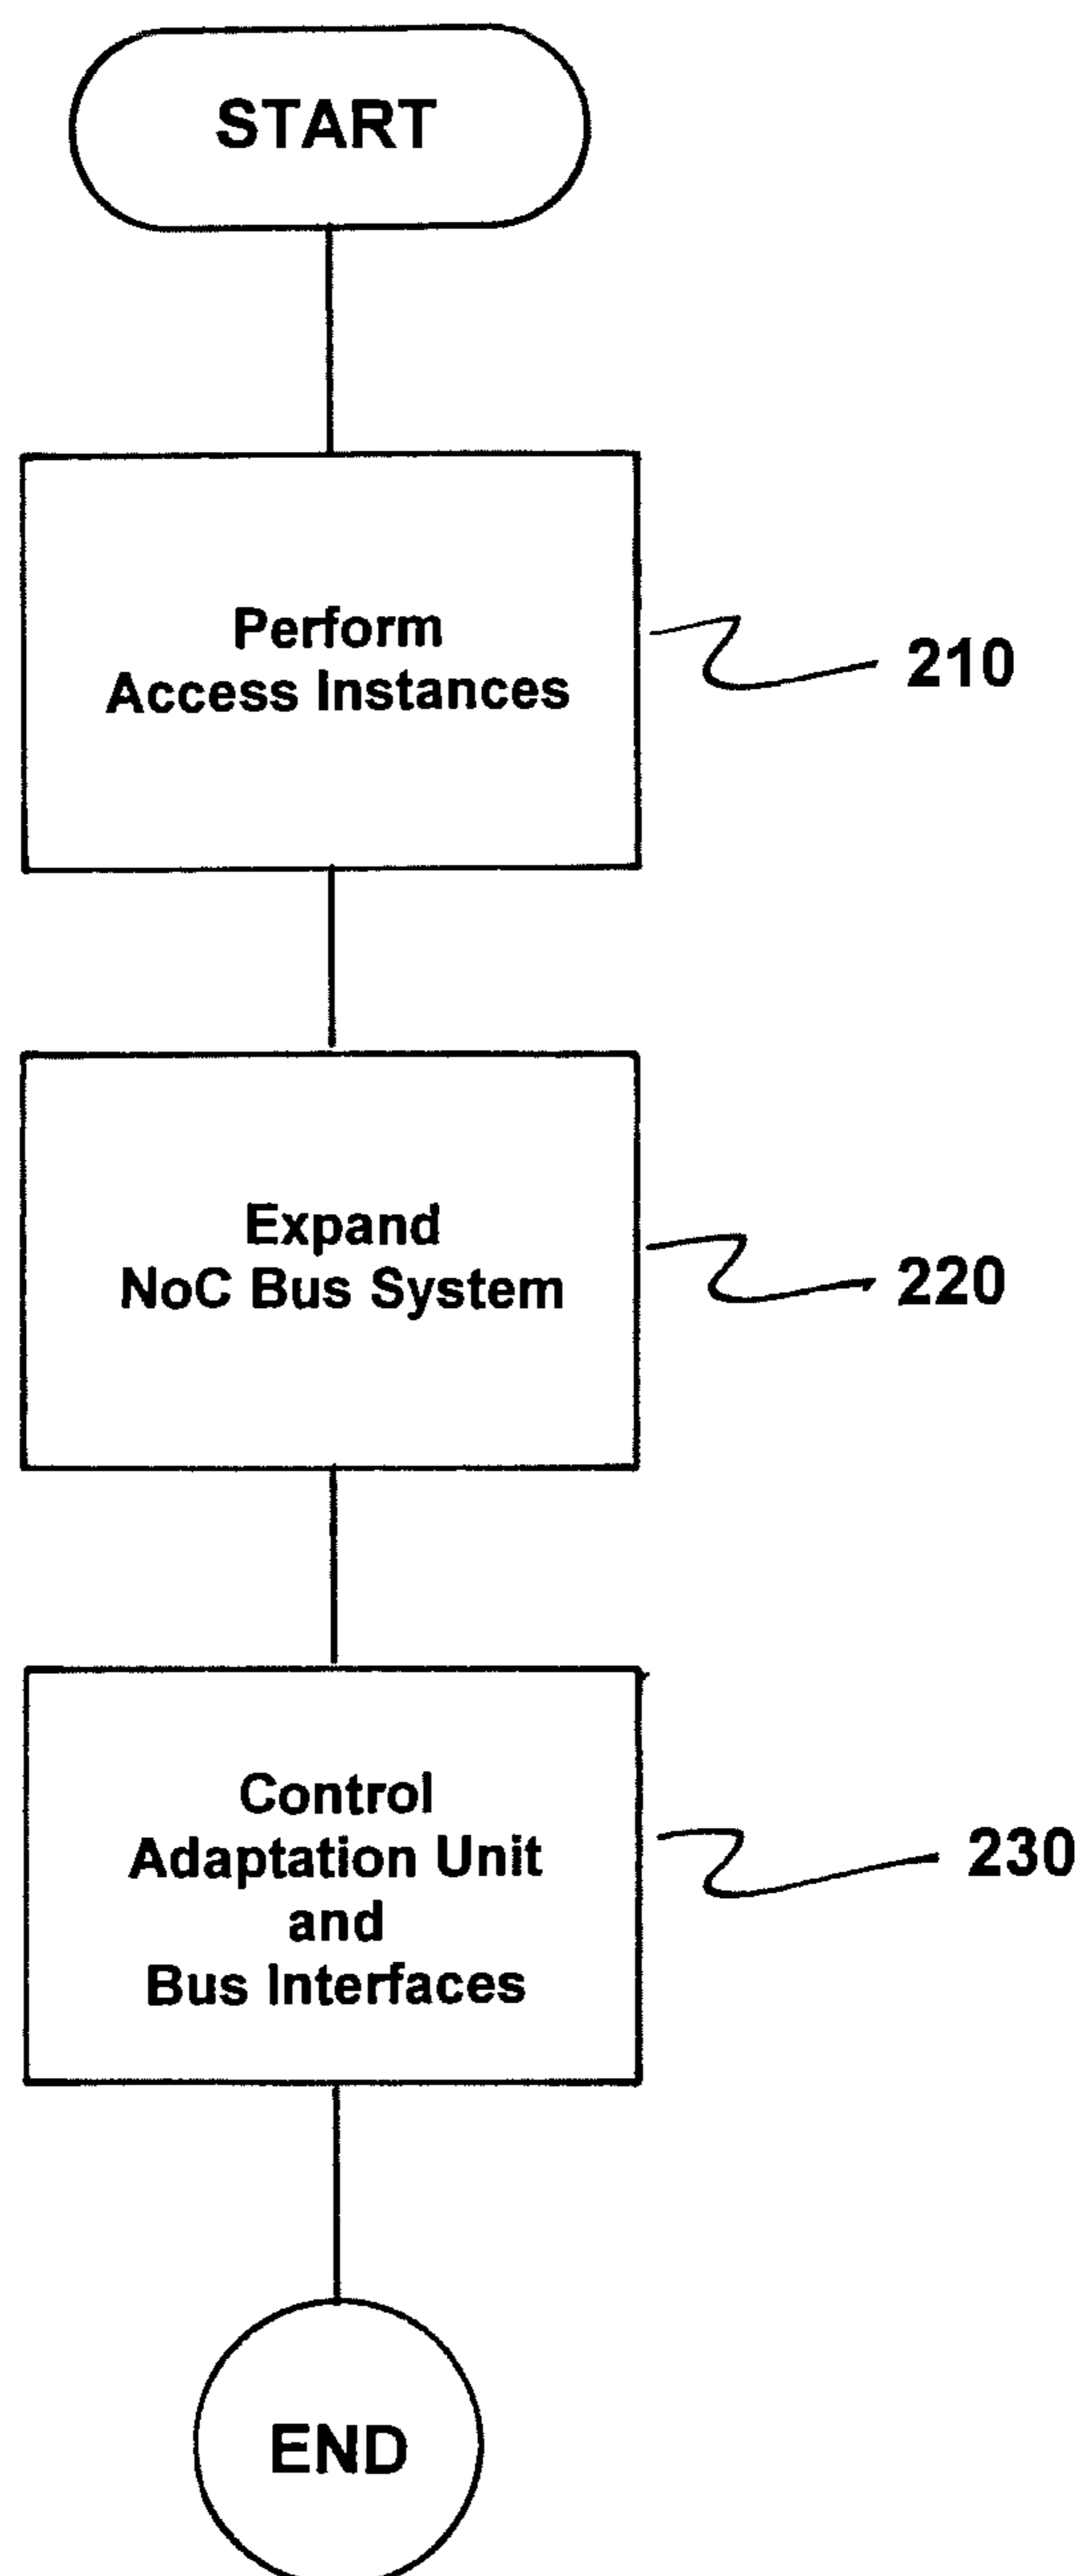 START
Perform
Access Instances
210
Expand
NoC Bus System
220
Control
Adaptation Unit
and
Bus Interfaces
230
END